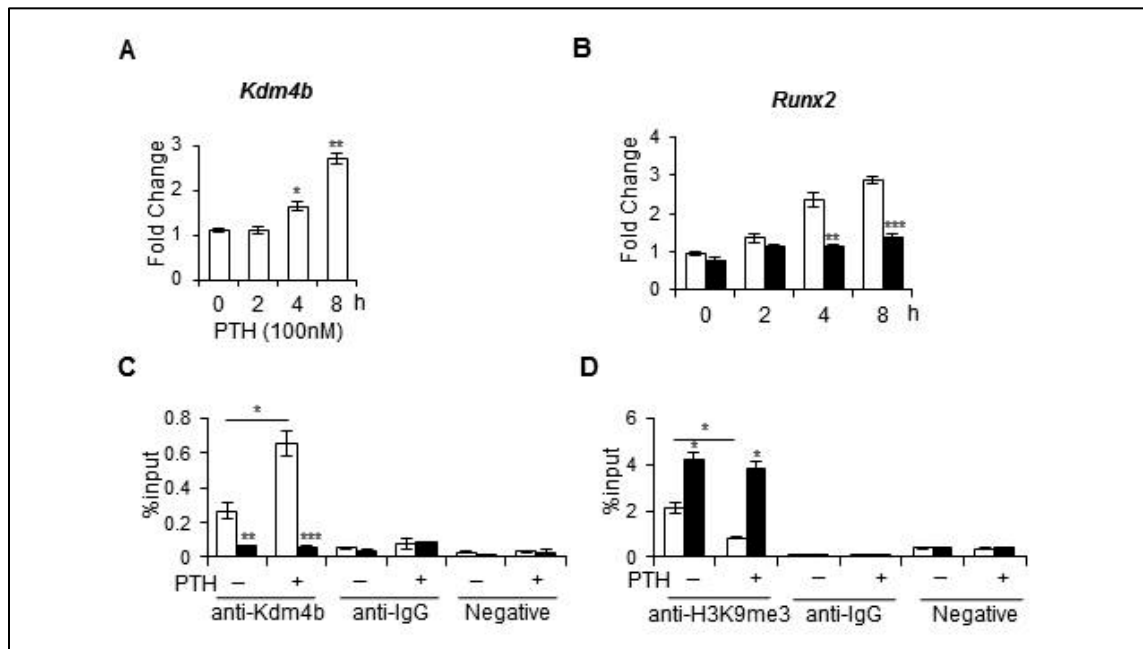 A
Kdm4b
Fold Change
3
2
1
0
*
**
0 2 4 8 h
PTH (100nM)
B
Runx2
Fold Change
4
3
2
1
0
**
***
0 2 4 8 h
C
%input
0.8
0.6
0.4
0.2
0
*
**
***
PTH – + – + – +
anti-Kdm4b anti-IgG Negative
D
%input
6
4
2
0
*
*
*
PTH – + – + – +
anti-H3K9me3 anti-IgG Negative